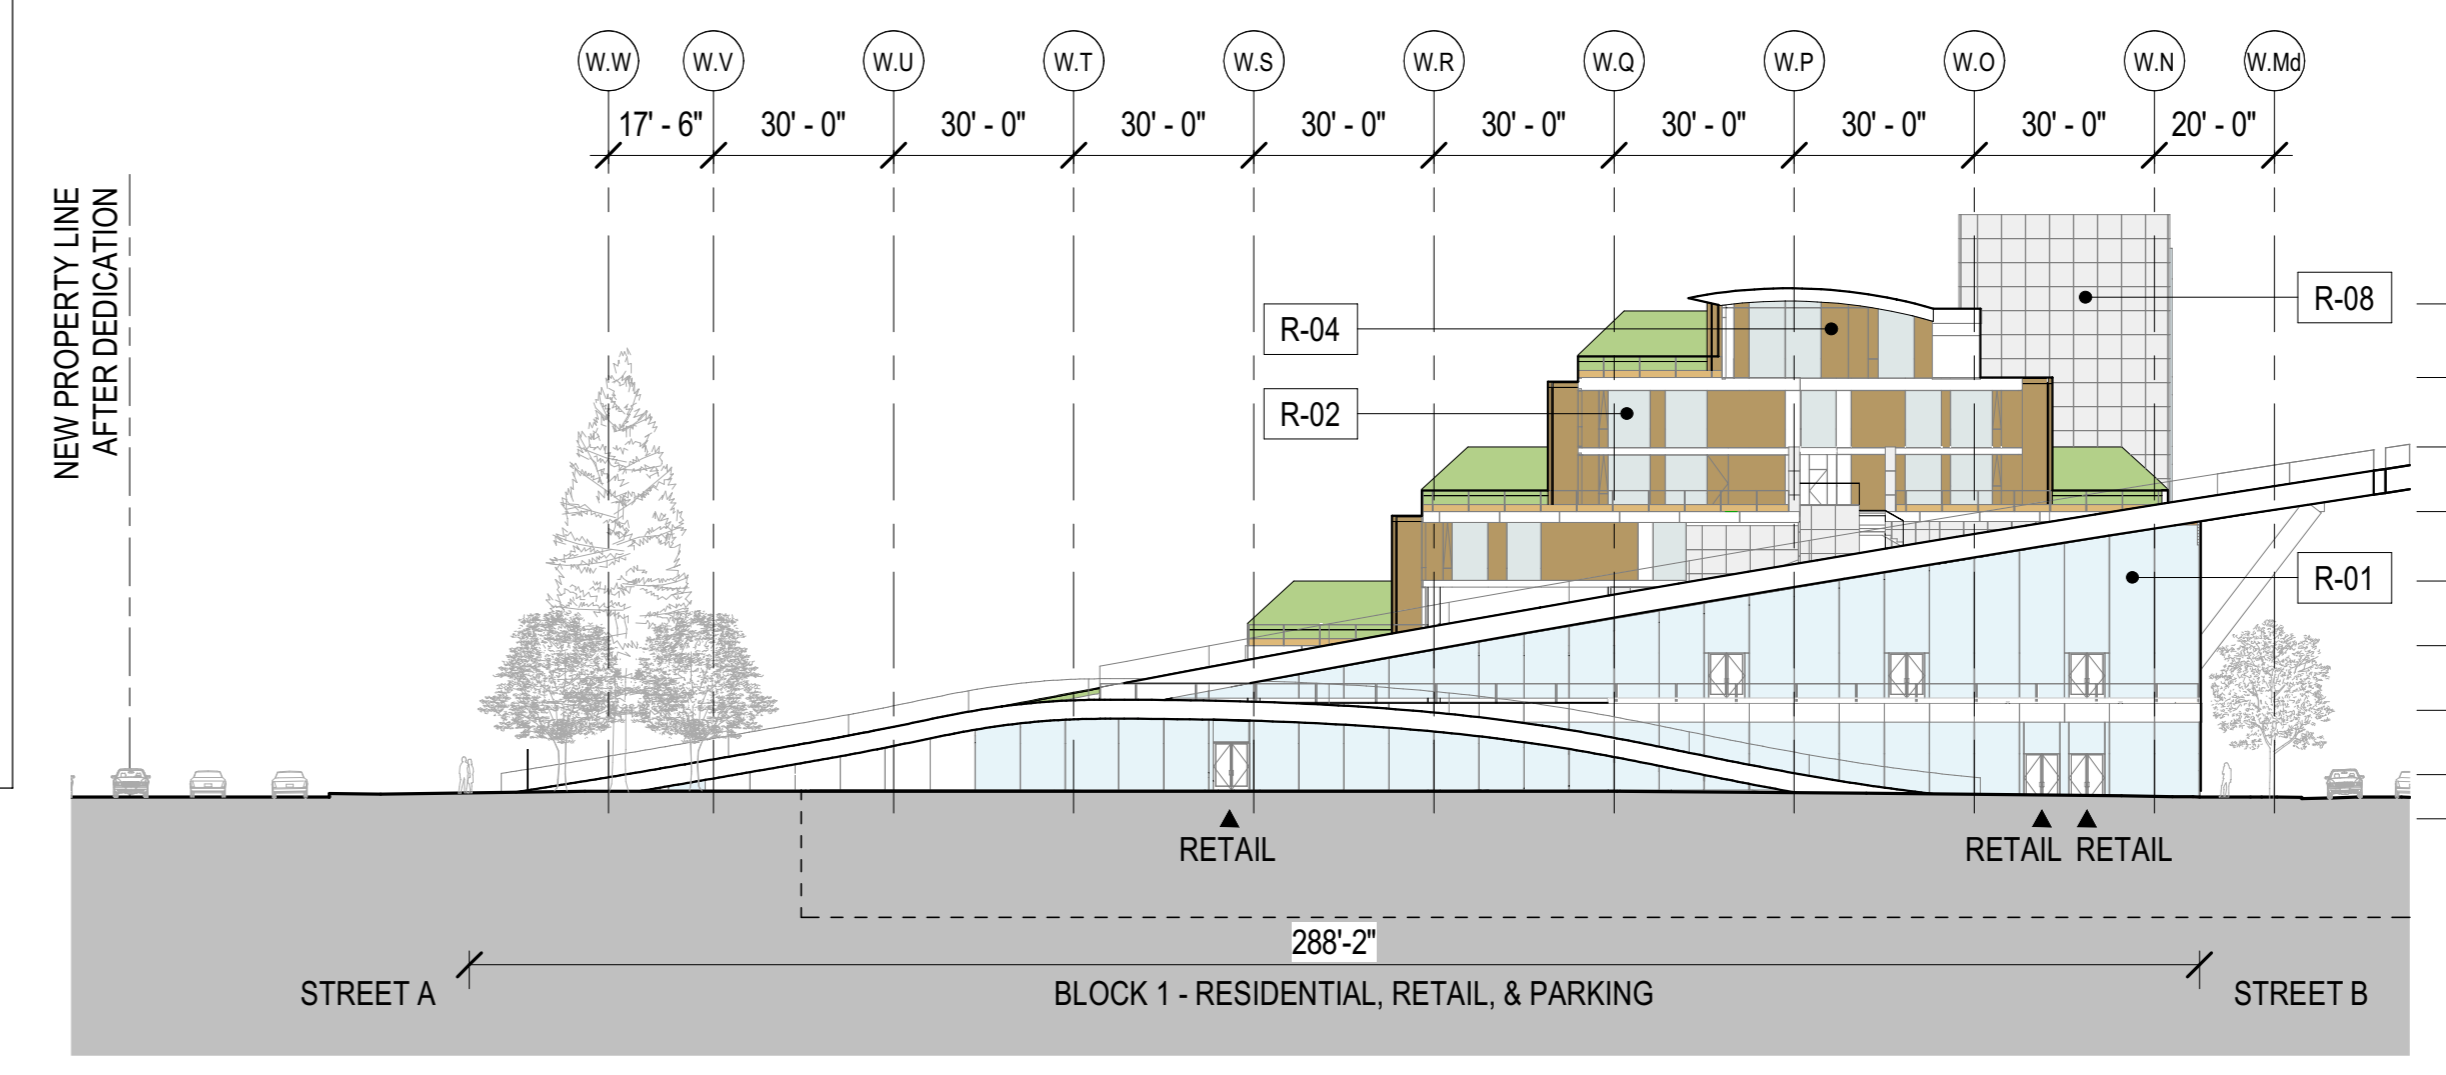 W.W W.V W.U W.T W.S W.R W.Q W.P W.O W.N W.Md
17' - 6" 30' - 0" 30' - 0" 30' - 0" 30' - 0" 30' - 0" 30' - 0" 30' - 0" 30' - 0" 20' - 0"
NEW PROPERTY LINE
AFTER DEDICATION
R-08
R-04
R-02
R-01
RETAIL RETAIL RETAIL
288'-2"
STREET A BLOCK 1 - RESIDENTIAL, RETAIL, & PARKING STREET B